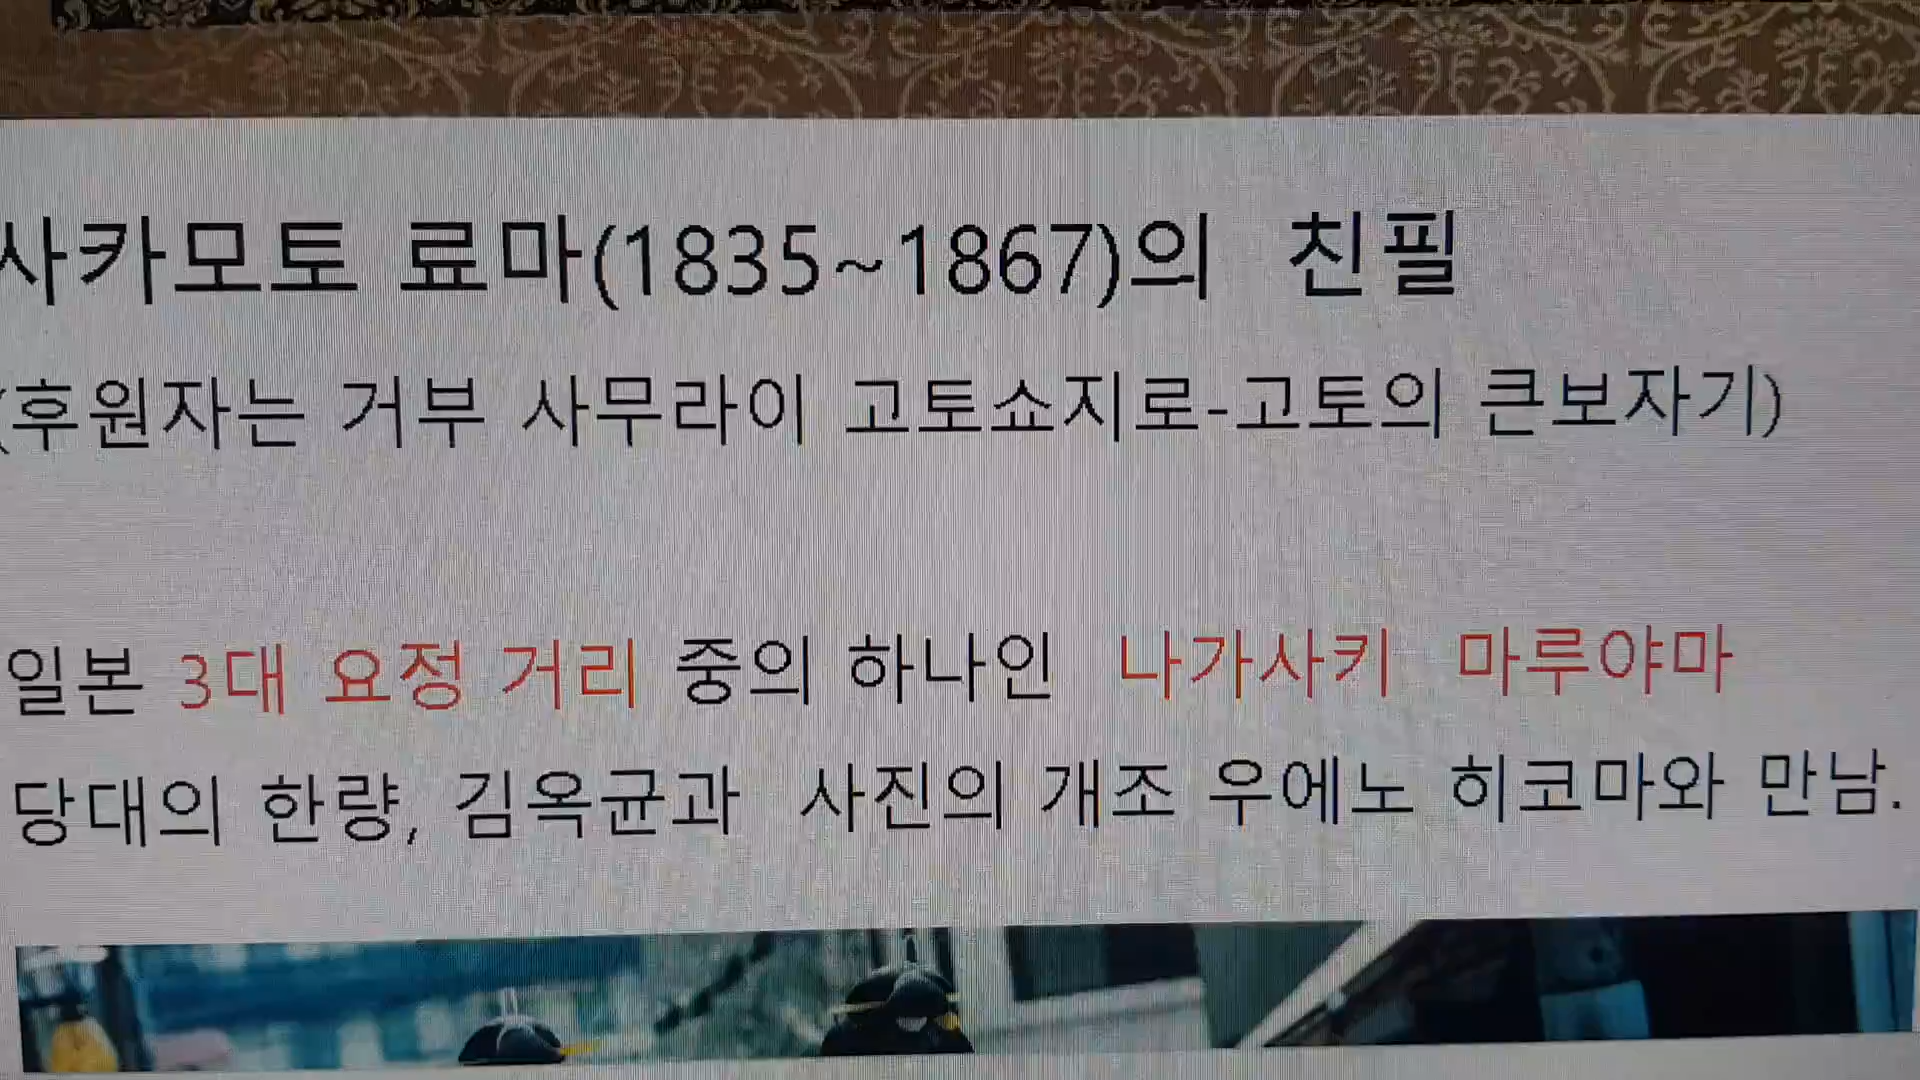 사카모토 료마(1835~1867)의 친필
(후원자는 거부 사무라이 고토쇼지로-고토의 큰보자기)
일본 3대 요정 거리 중의 하나인 나가사키 마루야마
당대의 한량, 김옥균과 사진의 개조 우에노 히코마와 만남.